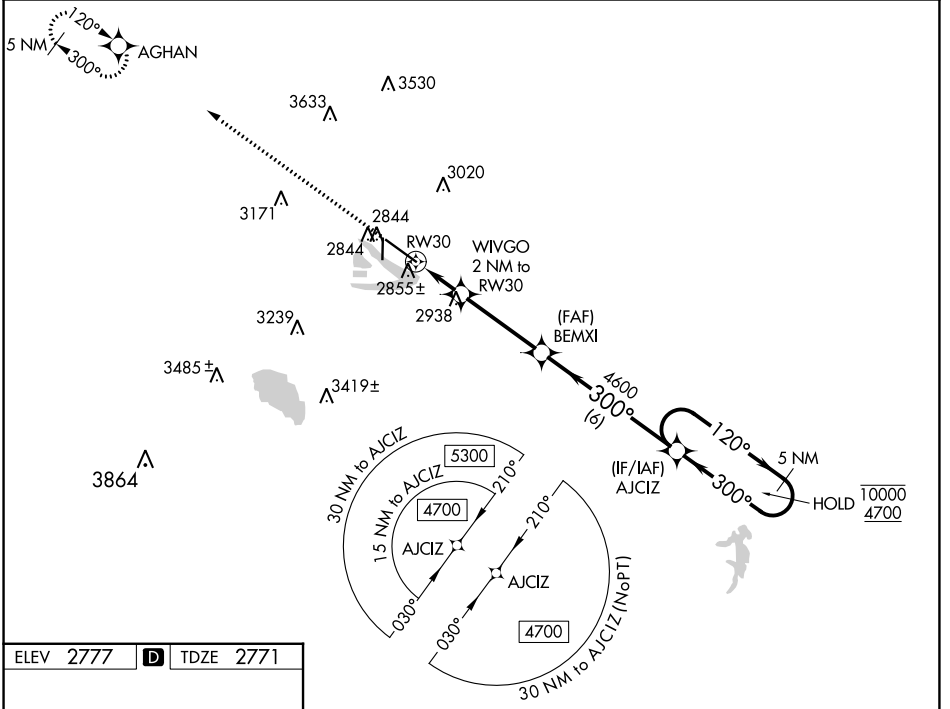 120°
5 NM
300°
AGHAN
3530
3633
3020
3171
2844
2844
RW30
WIVGO
2 NM to
RW30
2855±
2938
(FAF)
BEMXI
3239
3485±
3419±
3864
4600
300°
(6)
120°
5 NM
(IF/IAF)
AJCIZ
300°
HOLD
10000
4700
30 NM to AJCIZ
5300
210°
15 NM to AJCIZ
4700
AJCIZ
030°
210°
AJCIZ
030°
4700
30 NM to AJCIZ (NoPT)
ELEV 2777 D TDZE 2771